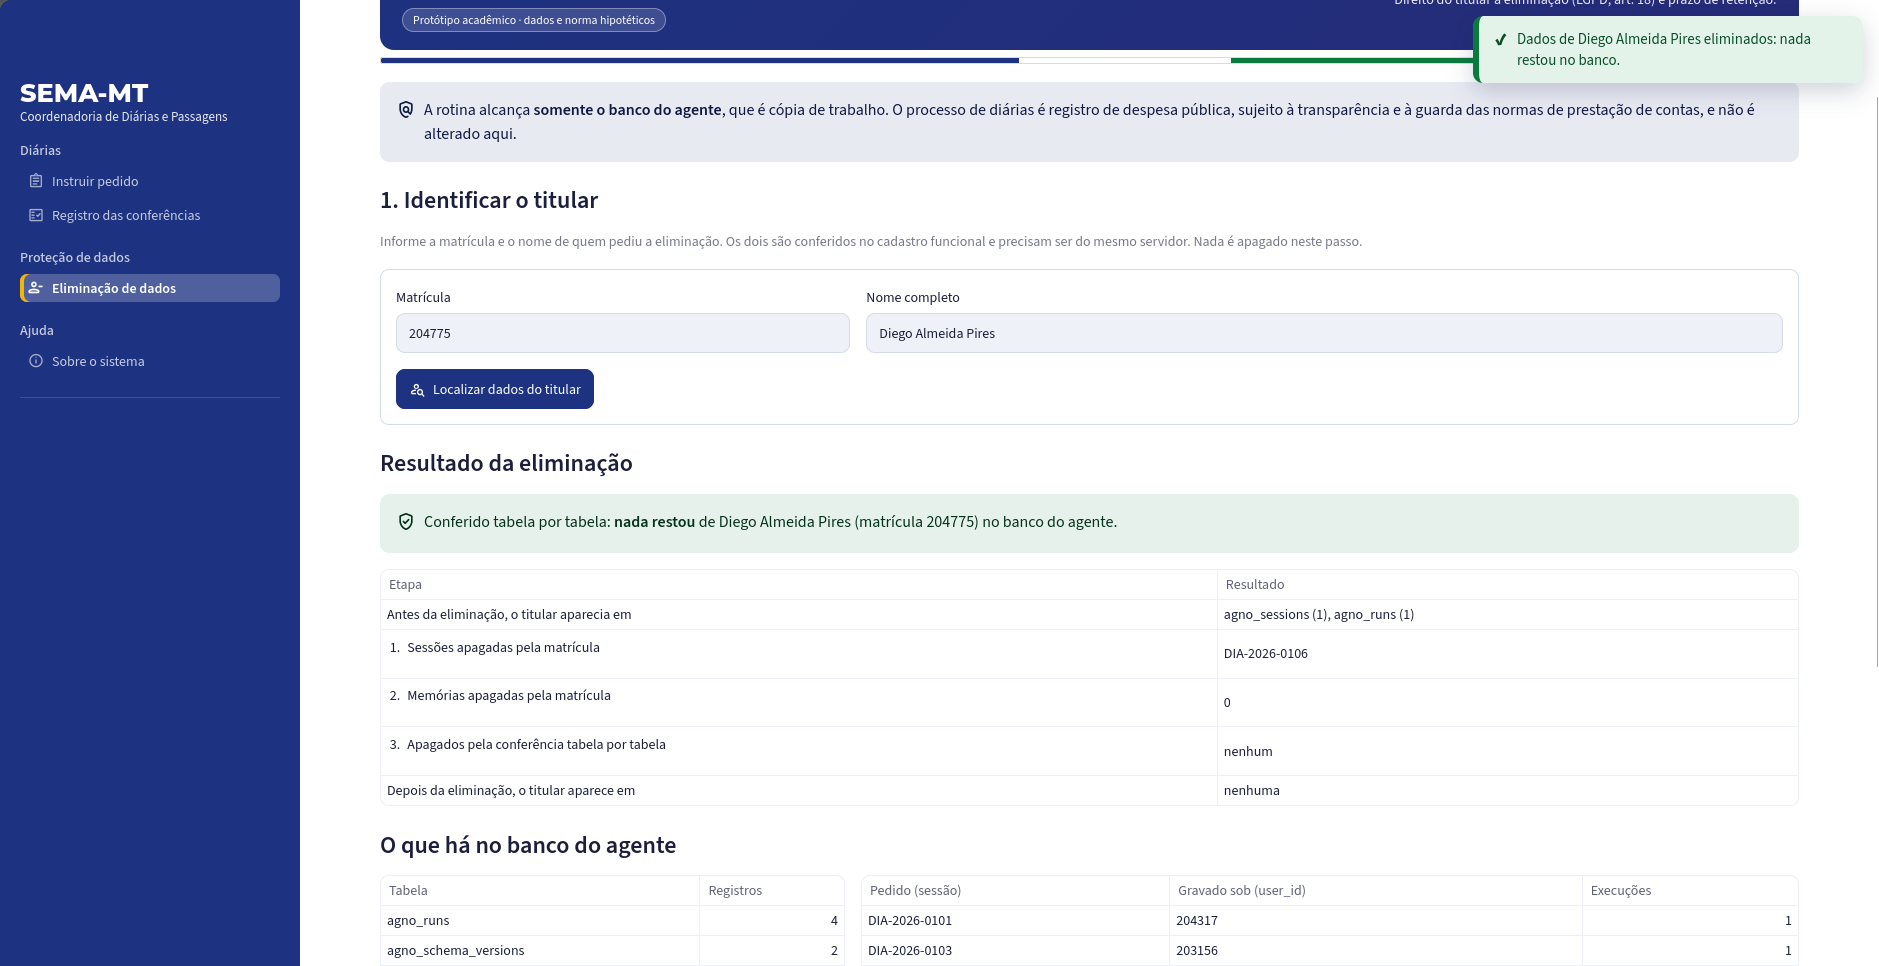 SEMA-MT
Coordenadoria de Diárias e Passagens
Diárias
Instruir pedido
Registro das conferências
Proteção de dados
Eliminação de dados
Ajuda
Sobre o sistema
Protótipo acadêmico · dados e norma hipotéticos
Direito do titular à eliminação (LGPD, art. 18) e prazo de retenção.
Dados de Diego Almeida Pires eliminados: nada
restou no banco.
A rotina alcança somente o banco do agente, que é cópia de trabalho. O processo de diárias é registro de despesa pública, sujeito à transparência e à guarda das normas de prestação de contas, e não é
alterado aqui.
1. Identificar o titular
Informe a matrícula e o nome de quem pediu a eliminação. Os dois são conferidos no cadastro funcional e precisam ser do mesmo servidor. Nada é apagado neste passo.
Matrícula
Nome completo
204775
Diego Almeida Pires
Localizar dados do titular
Resultado da eliminação
Conferido tabela por tabela: nada restou de Diego Almeida Pires (matrícula 204775) no banco do agente.
Etapa
Resultado
Antes da eliminação, o titular aparecia em
agno_sessions (1), agno_runs (1)
1. Sessões apagadas pela matrícula
DIA-2026-0106
2. Memórias apagadas pela matrícula
0
3. Apagados pela conferência tabela por tabela
nenhum
Depois da eliminação, o titular aparece em
nenhuma
O que há no banco do agente
Tabela
Registros
Pedido (sessão)
Gravado sob (user_id)
Execuções
agno_runs
4
DIA-2026-0101
204317
1
agno_schema_versions
2
DIA-2026-0103
203156
1